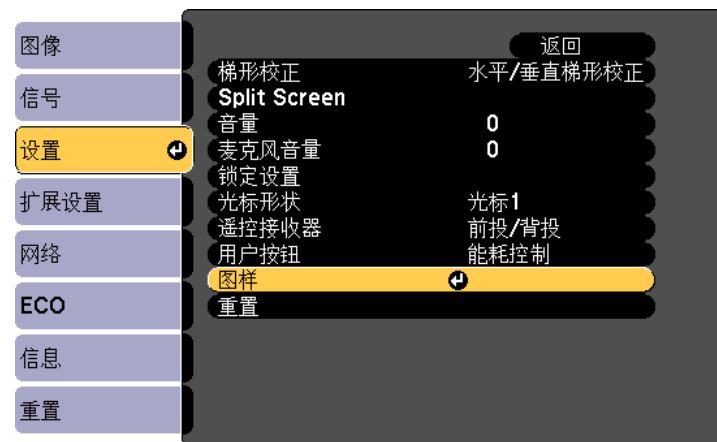 图像
信号
设置
扩展设置
网络
ECO
信息
重置
返回
梯形校正 水平/垂直梯形校正
Split Screen
音量 0
麦克风音量 0
锁定设置
光标形状 光标1
遥控接收器 前投/背投
用户按钮 能耗控制
图样
重置